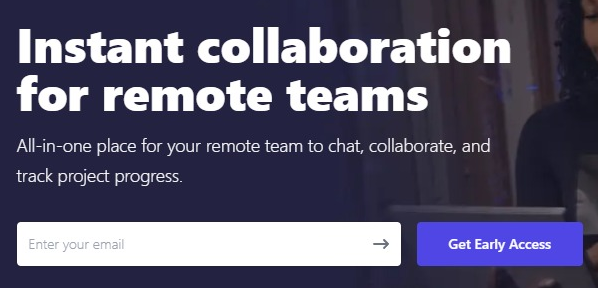 Instant collaboration
for remote teams
All-in-one place for your remote team to chat, collaborate, and
track project progress.
Enter your email
Get Early Access